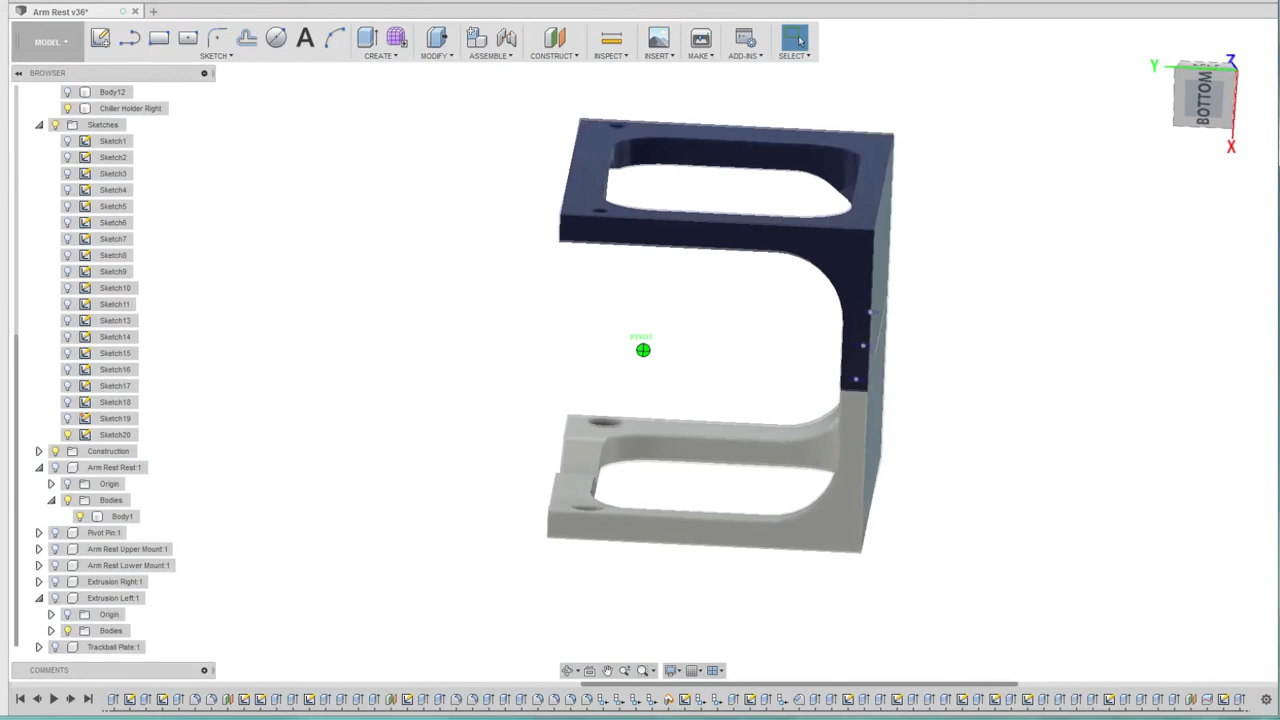 Arm Rest v36*
MODEL
SKETCH
CREATE
MODIFY
ASSEMBLE
CONSTRUCT
INSPECT
INSERT
MAKE
ADD-INS
SELECT
BROWSER
Body12
Chiller Holder Right
Sketches
Sketch1
Sketch2
Sketch3
Sketch4
Sketch5
Sketch6
Sketch7
Sketch8
Sketch9
Sketch10
Sketch11
Sketch13
Sketch14
Sketch15
Sketch16
Sketch17
Sketch18
Sketch19
Sketch20
Construction
Arm Rest Rest:1
Origin
Bodies
Body1
Pivot Pin:1
Arm Rest Upper Mount:1
Arm Rest Lower Mount:1
Extrusion Right:1
Extrusion Left:1
Origin
Bodies
Trackball Plate:1
COMMENTS
PIVOT
Z
Y
BOTTOM
X